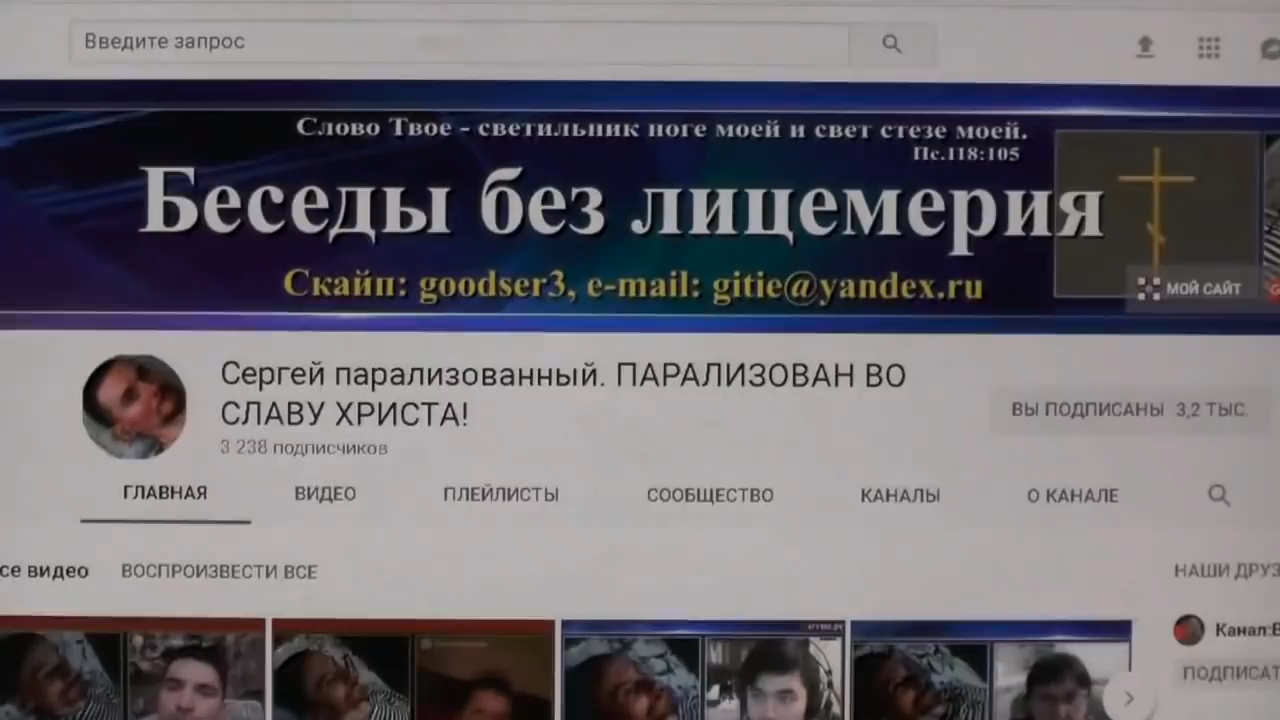 Введите запрос
Слово Твое - светильник ноге моей и свет стезе моей.
Пс.118:105
Беседы без лицемерия
Скайп: goodser3, e-mail: gitie@yandex.ru
МОЙ САЙТ
Сергей парализованный. ПАРАЛИЗОВАН ВО
СЛАВУ ХРИСТА!
3 238 подписчиков
ВЫ ПОДПИСАНЫ 3,2 ТЫС.
ГЛАВНАЯ ВИДЕО ПЛЕЙЛИСТЫ СООБЩЕСТВО КАНАЛЫ О КАНАЛЕ
се видео ВОСПРОИЗВЕСТИ ВСЕ
НАШИ ДРУЗ
Канал:В
ПОДПИСАТ